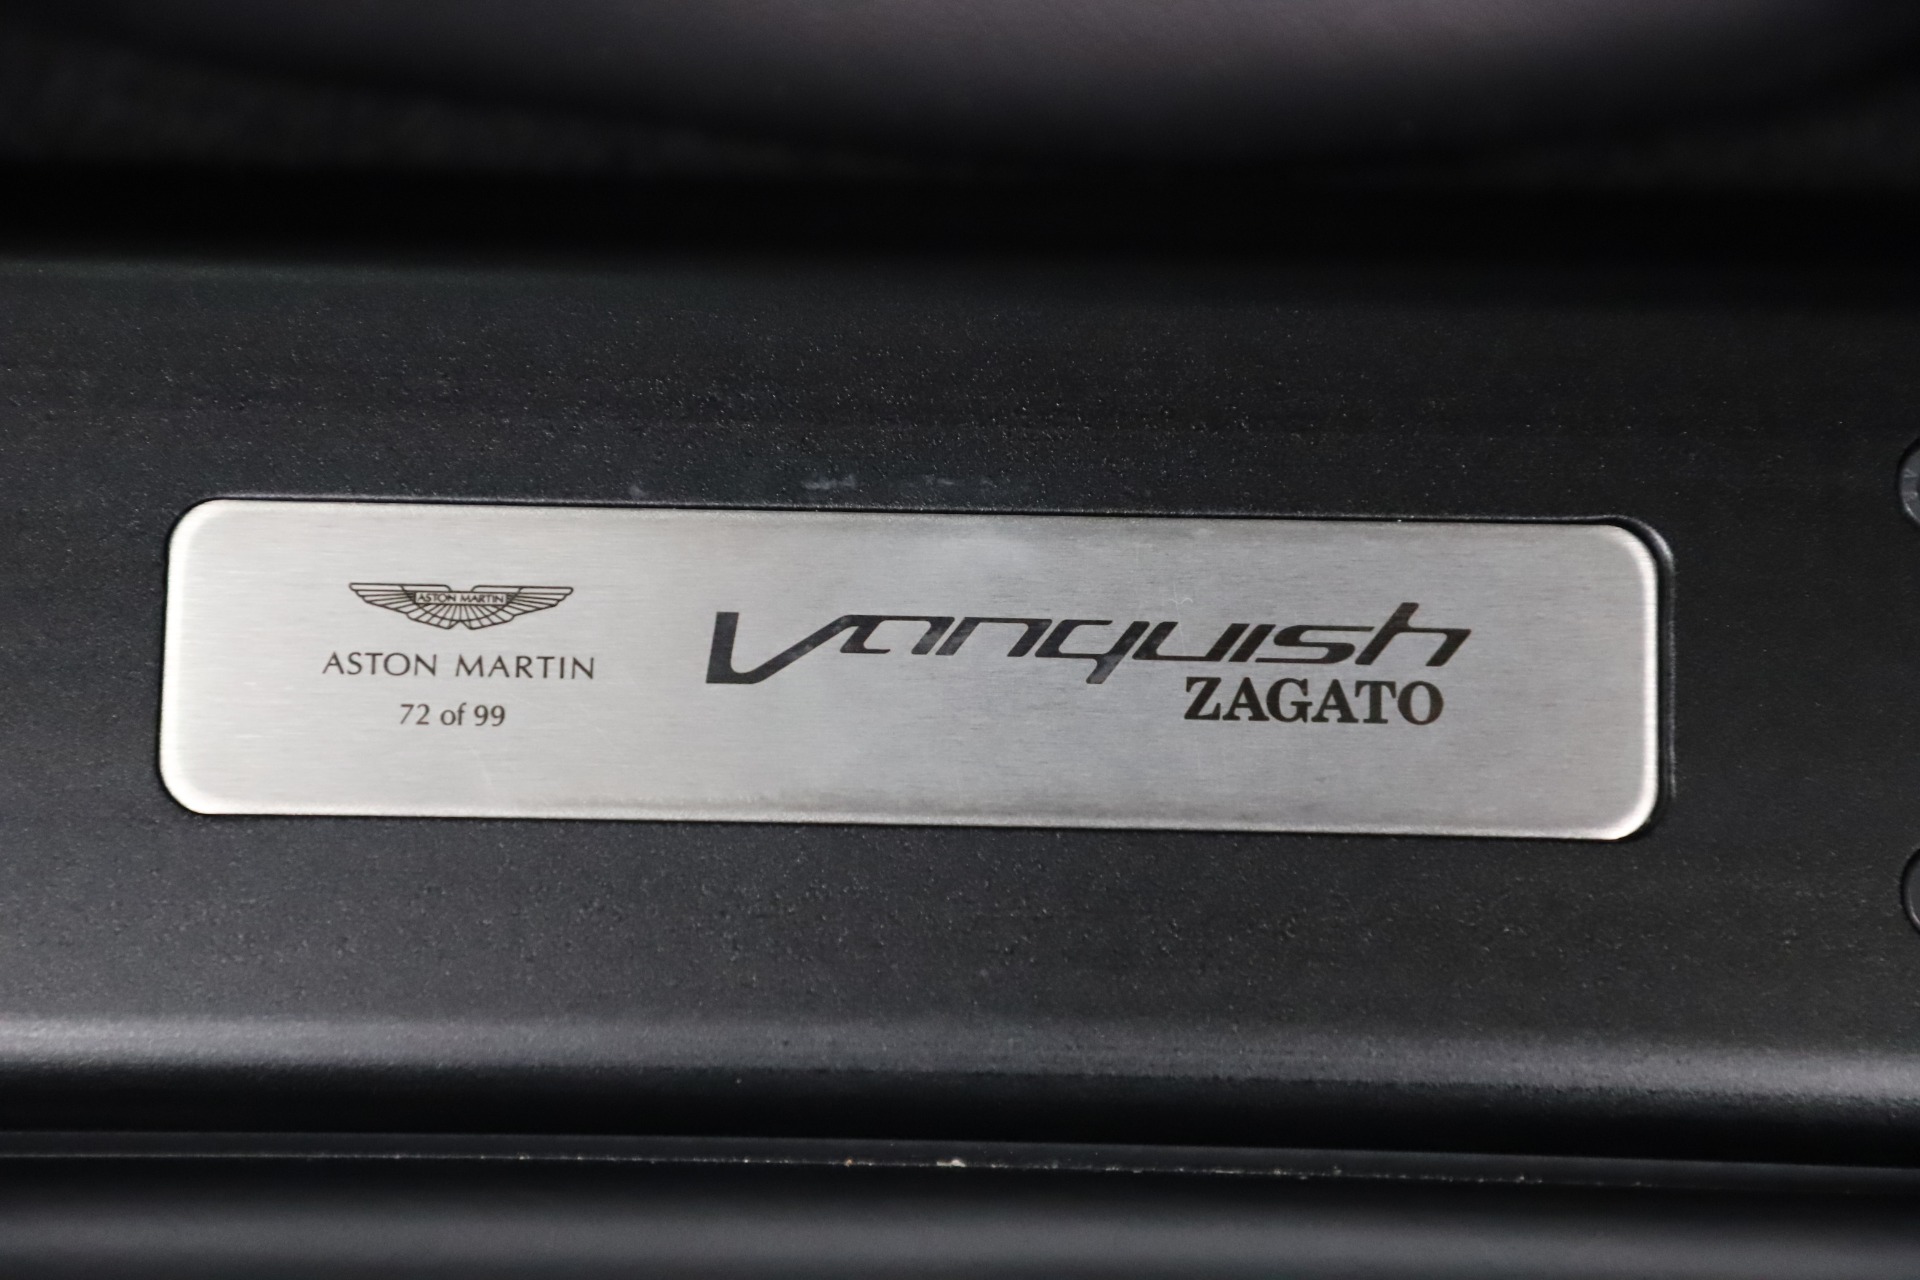 ASTON MARTIN
ASTON MARTIN
72 of 99
Vanquish
ZAGATO